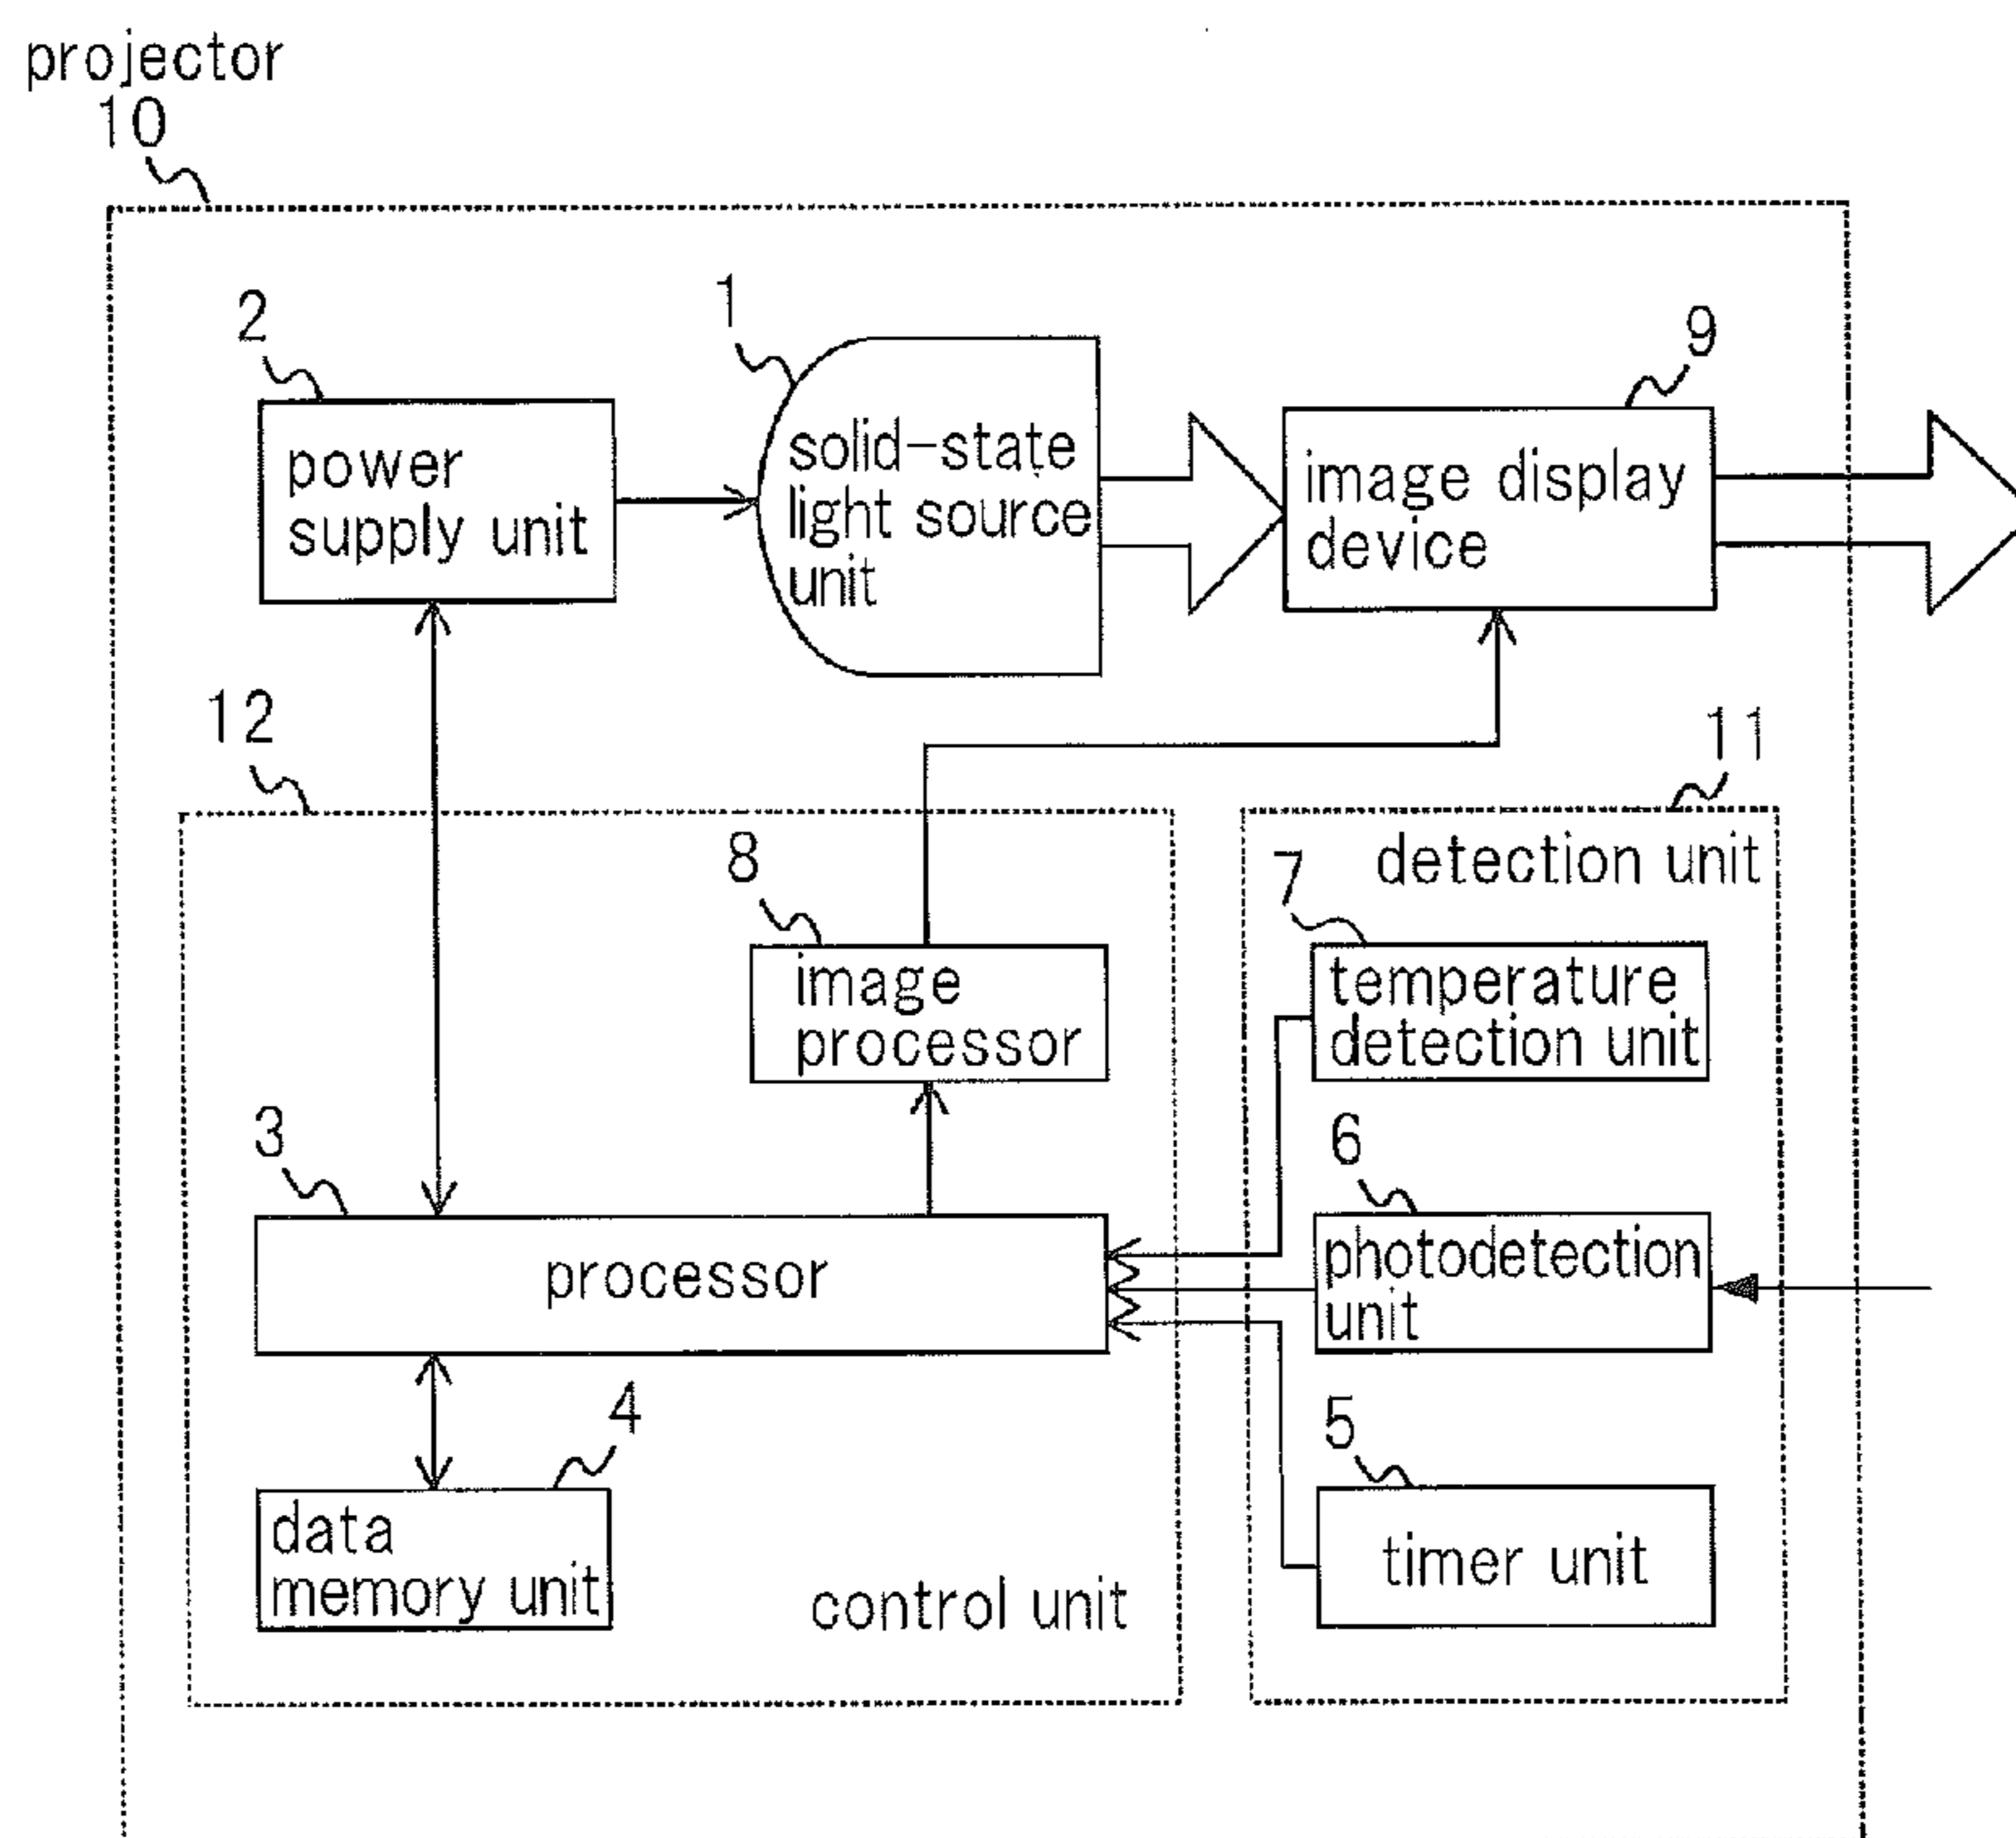 projector
10
2
power
supply unit
1
solid-state
light source
unit
9
image display
device
12
11
8
image
processor
detection unit
7
temperature
detection unit
3
processor
6
photodetection
unit
4
data
memory unit
control unit
5
timer unit